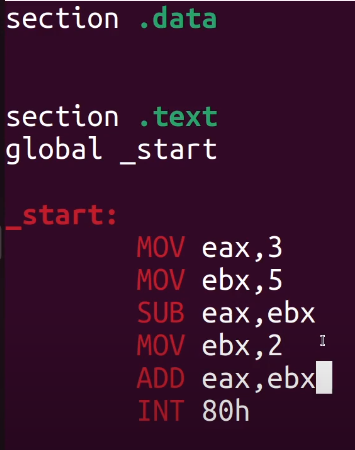 section .data
section .text
global _start
_start:
MOV eax,3
MOV ebx,5
SUB eax,ebx
MOV ebx,2
ADD eax,ebx
INT 80h